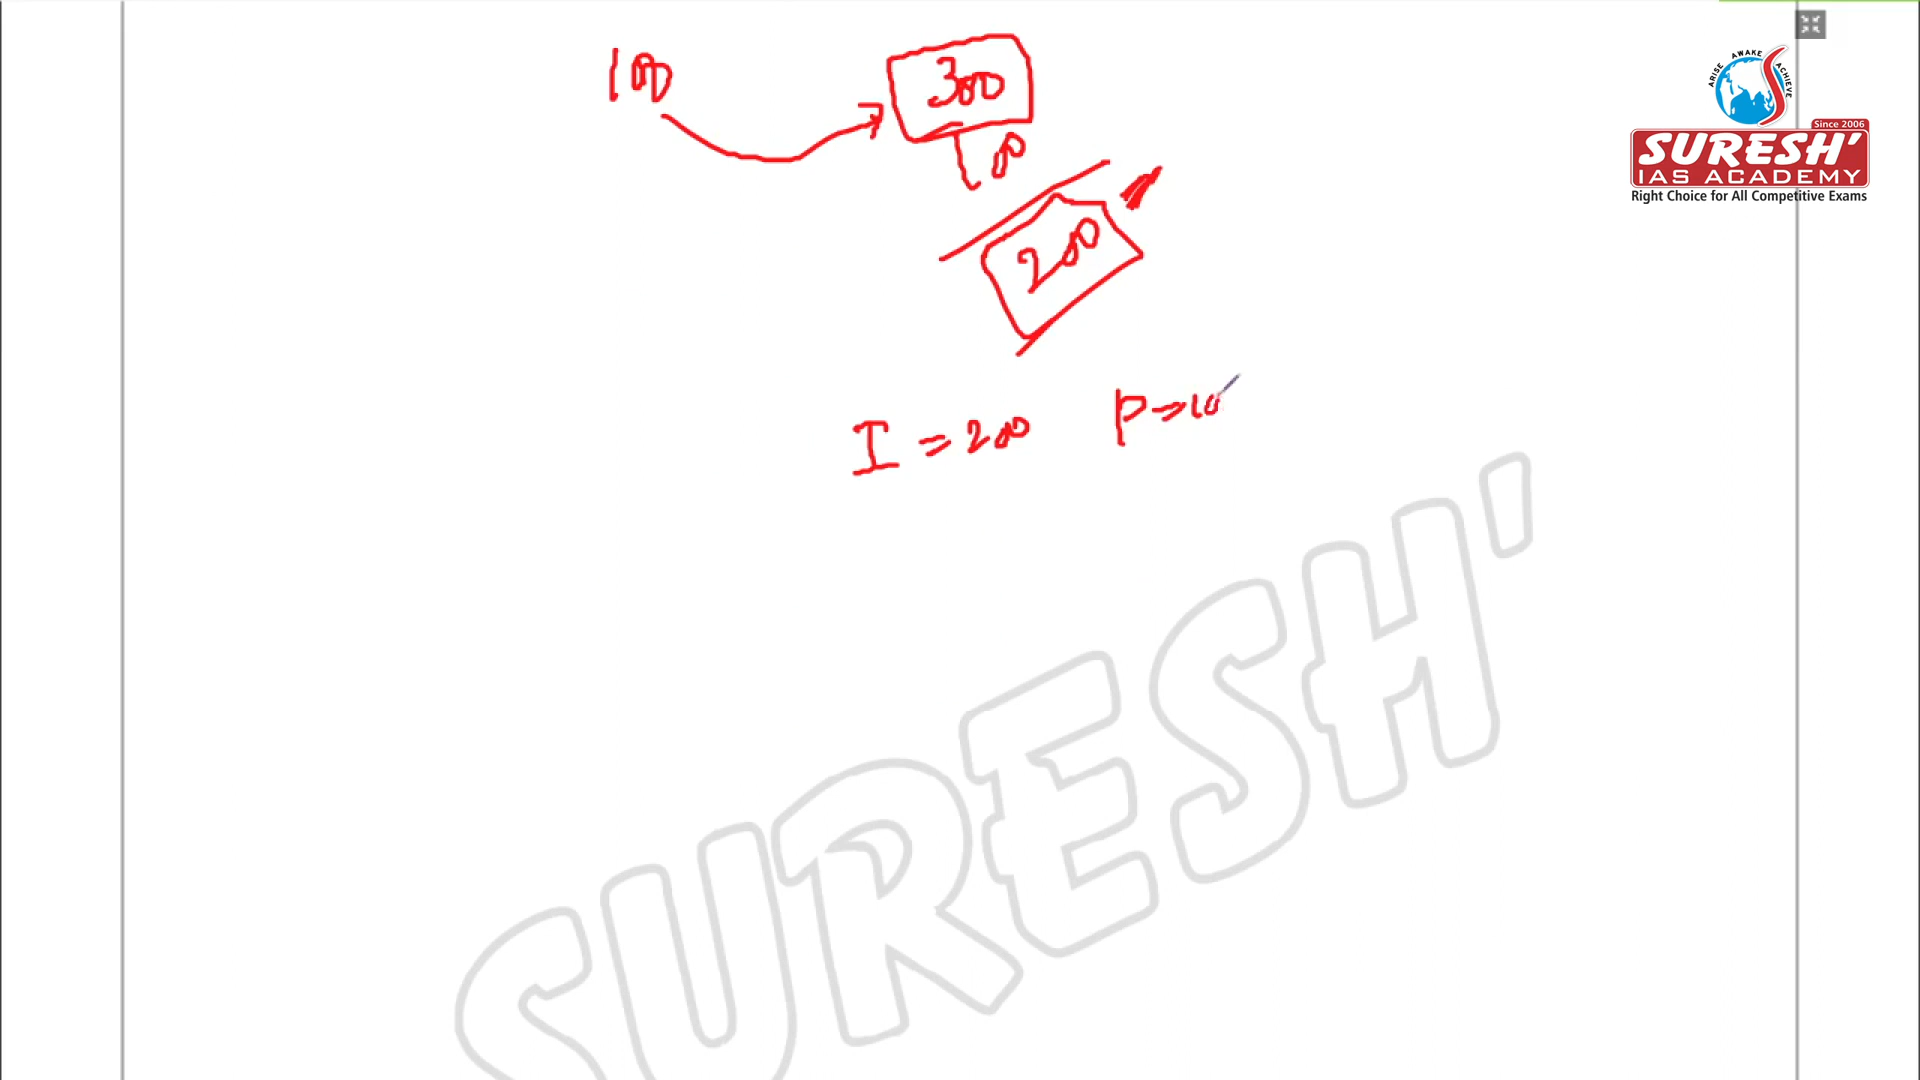 100 300
100
200
I = 200 P = 10
ARISE AWAKE ACHIEVE
Since 2006
SURESH'
IAS ACADEMY
Right Choice for All Competitive Exams
SURESH'